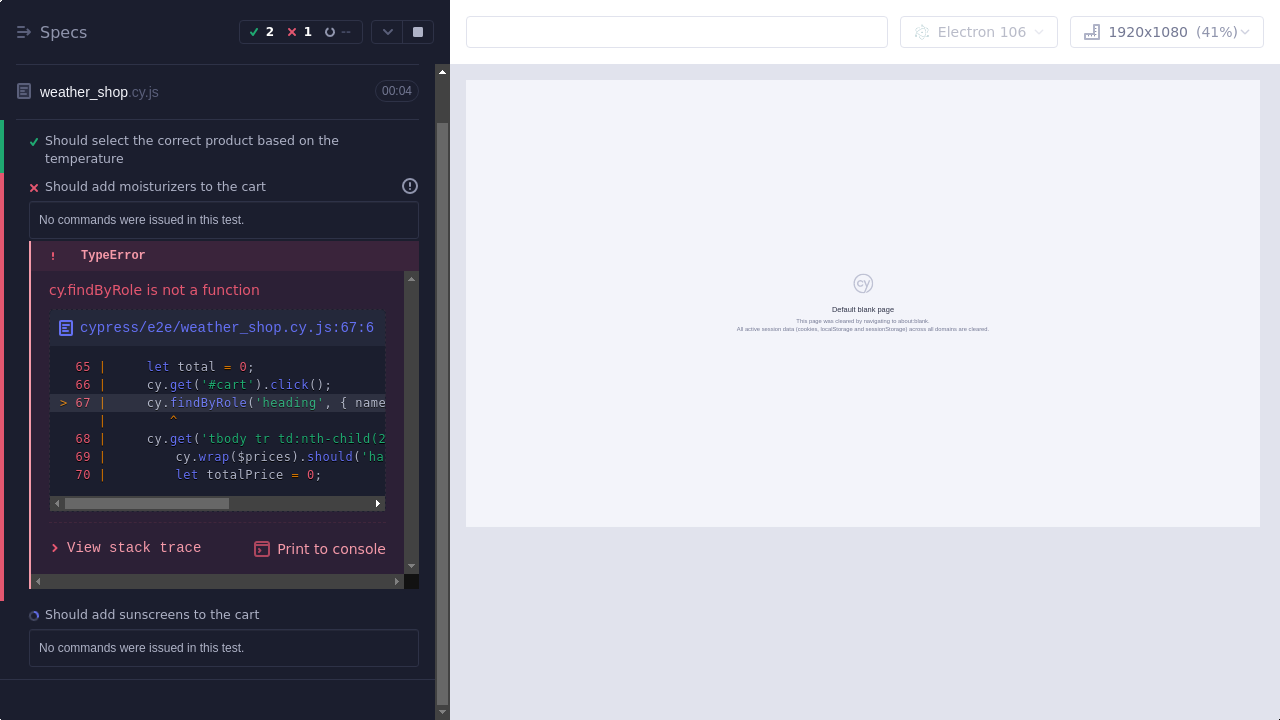 Specs
2
1
--
Electron 106
1920x1080 (41%)
weather_shop.cy.js
00:04
Should select the correct product based on the
temperature
Should add moisturizers to the cart
No commands were issued in this test.
! TypeError
cy.findByRole is not a function
cypress/e2e/weather_shop.cy.js:67:6
65 | let total = 0;
66 | cy.get('#cart').click();
> 67 | cy.findByRole('heading', { name
| ^
68 | cy.get('tbody tr td:nth-child(2
69 | cy.wrap($prices).should('ha
70 | let totalPrice = 0;
View stack trace
Print to console
Should add sunscreens to the cart
No commands were issued in this test.
cy
Default blank page
This page was cleared by navigating to about:blank.
All active session data (cookies, localStorage and sessionStorage) across all domains are cleared.